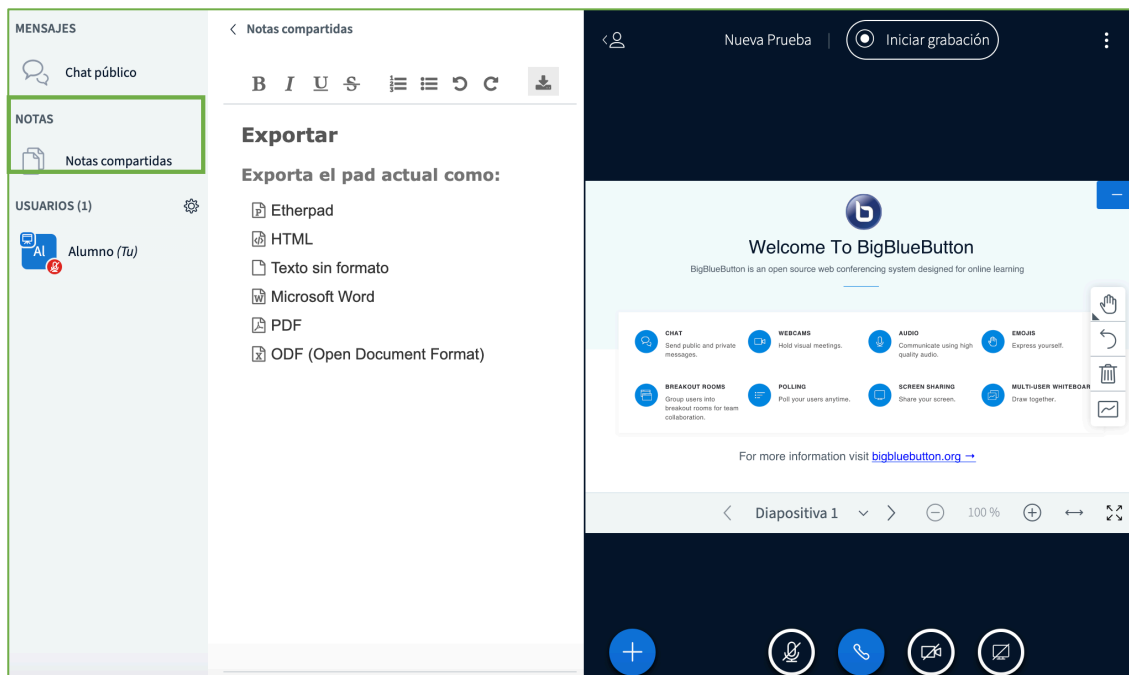 MENSAJES
Chat público
NOTAS
Notas compartidas
USUARIOS (1)
Al
Alumno (Tu)
Notas compartidas
B I U S
Exportar
Exporta el pad actual como:
Etherpad
HTML
Texto sin formato
Microsoft Word
PDF
ODF (Open Document Format)
Nueva Prueba | Iniciar grabación
b
Welcome To BigBlueButton
BigBlueButton is an open source web conferencing system designed for online learning
CHAT
Send public and private
messages.
WEBCAMS
Hold visual meetings.
AUDIO
Communicate using high
quality audio.
EMOJIS
Express yourself.
BREAKOUT ROOMS
Group users into
breakout rooms for team
collaboration.
POLLING
Poll your users anytime.
SCREEN SHARING
Share your screen.
MULTI-USER WHITEBOAR
Draw together.
For more information visit bigbluebutton.org →
Diapositiva 1
100 %